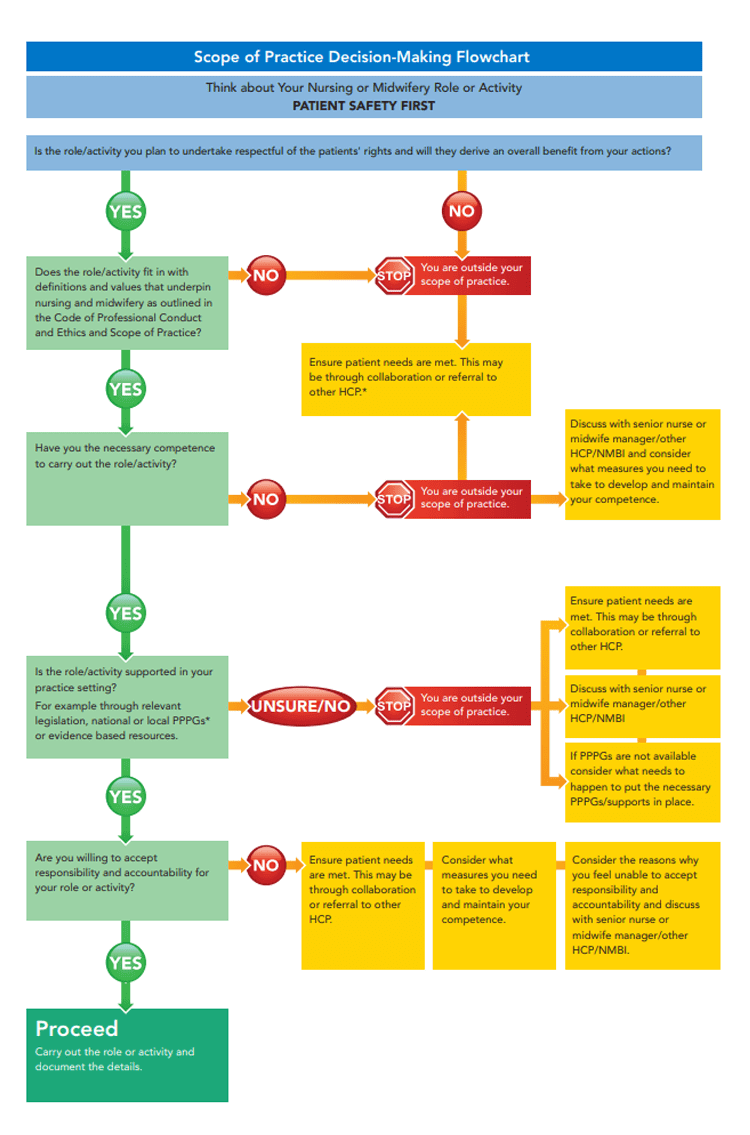 Scope of Practice Decision-Making Flowchart
Think about Your Nursing or Midwifery Role or Activity
PATIENT SAFETY FIRST
Is the role/activity you plan to undertake respectful of the patients' rights and will they derive an overall benefit from your actions?
YES
NO
Does the role/activity fit in with
definitions and values that underpin
nursing and midwifery as outlined in
the Code of Professional Conduct
and Ethics and Scope of Practice?
NO
STOP
You are outside your
scope of practice.
Ensure patient needs are met. This may
be through collaboration or referral to
other HCP.*
YES
Have you the necessary competence
to carry out the role/activity?
NO
STOP
You are outside your
scope of practice.
Discuss with senior nurse or
midwife manager/other
HCP/NMBI and consider
what measures you need to
take to develop and maintain
your competence.
YES
Is the role/activity supported in your
practice setting?
For example through relevant
legislation, national or local PPPGs*
or evidence based resources.
UNSURE/NO
STOP
You are outside your
scope of practice.
Ensure patient needs are
met. This may be through
collaboration or referral to
other HCP.
Discuss with senior nurse or
midwife manager/other
HCP/NMBI
If PPPGs are not available
consider what needs to
happen to put the necessary
PPPGs/supports in place.
YES
Are you willing to accept
responsibility and accountability for
your role or activity?
NO
Ensure patient needs
are met. This may be
through collaboration
or referral to other
HCP.
Consider what
measures you need
to take to develop
and maintain your
competence.
Consider the reasons why
you feel unable to accept
responsibility and
accountability and discuss
with senior nurse or
midwife manager/other
HCP/NMBI.
YES
Proceed
Carry out the role or activity and
document the details.